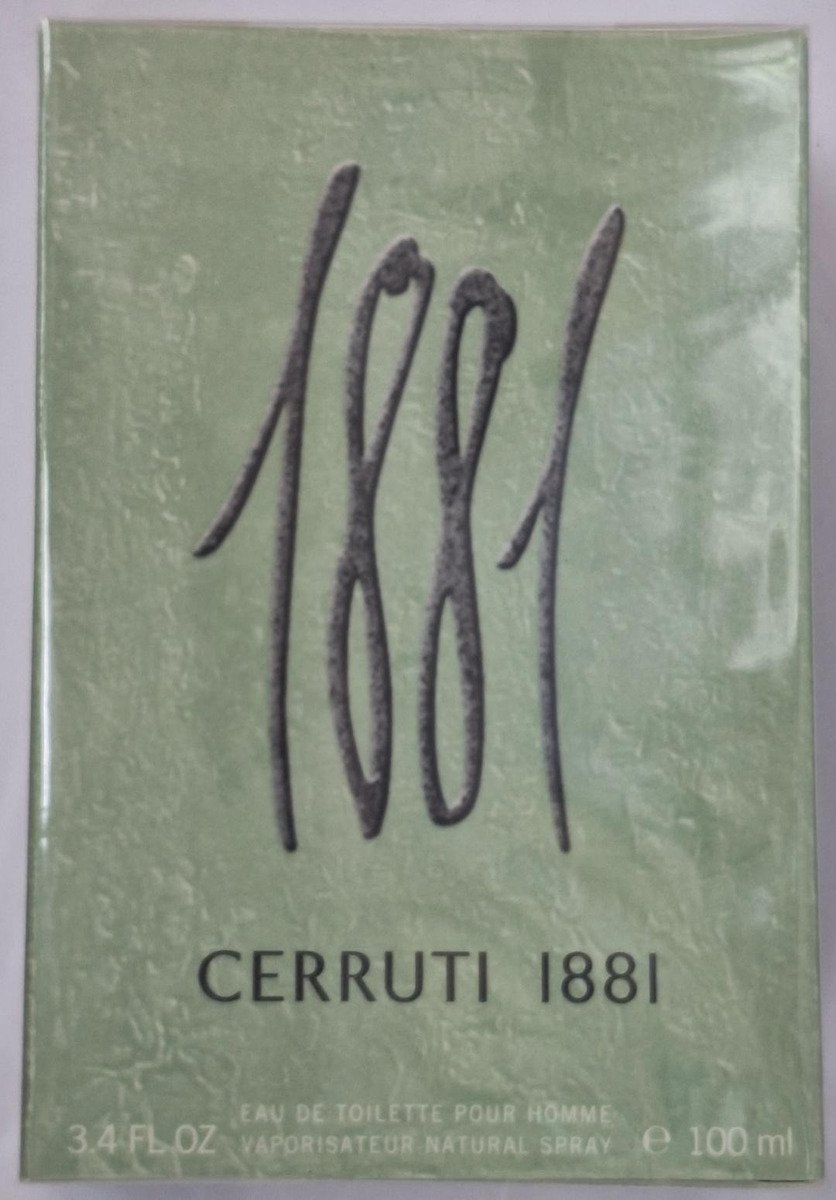 1881
CERRUTI 1881
EAU DE TOILETTE POUR HOMME
3.4 FL.OZ VAPORISATEUR NATURAL SPRAY ℮ 100 ml